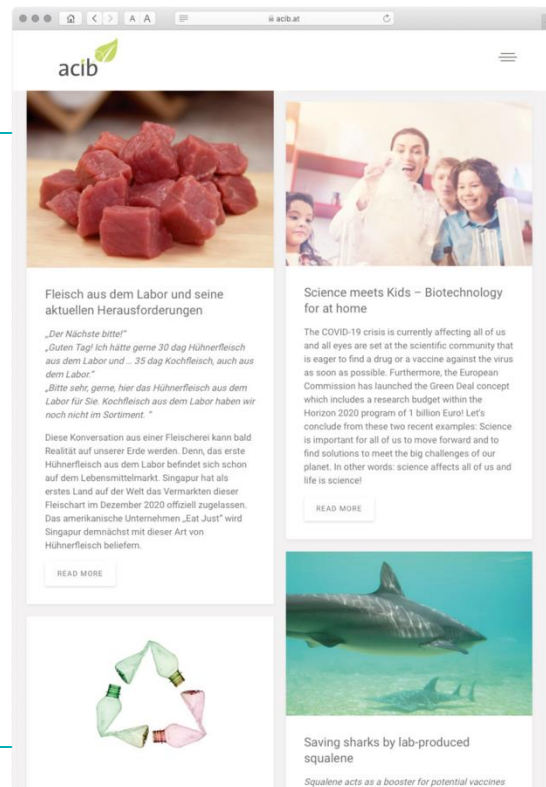 A A
acib.at
acib
Fleisch aus dem Labor und seine
aktuellen Herausforderungen
„Der Nächste bitte!"
„Guten Tag! Ich hätte gerne 30 dag Hühnerfleisch
aus dem Labor und .. 35 dag Kochfleisch, auch aus
dem Labor."
„Bitte sehr, gerne, hier das Hühnerfleisch aus dem
Labor für Sie. Kochfleisch aus dem Labor haben wir
noch nicht im Sortiment. "
Diese Konversation aus einer Fleischerei kann bald
Realität auf unserer Erde werden. Denn, das erste
Hühnerfleisch aus dem Labor befindet sich schon
auf dem Lebensmittelmarkt. Singapur hat als
erstes Land auf der Welt das Vermarkten dieser
Fleischart im Dezember 2020 offiziell zugelassen.
Das amerikanische Unternehmen „Eat Just" wird
Singapur demnächst mit dieser Art von
Hühnerfleisch beliefern.
READ MORE
Science meets Kids – Biotechnology
for at home
The COVID-19 crisis is currently affecting all of us
and all eyes are set at the scientific community that
is eager to find a drug or a vaccine against the virus
as soon as possible. Furthermore, the European
Commission has launched the Green Deal concept
which includes a research budget within the
Horizon 2020 program of 1 billion Euro! Let's
conclude from these two recent examples: Science
is important for all of us to move forward and to
find solutions to meet the big challenges of our
planet. In other words: science affects all of us and
life is science!
READ MORE
Saving sharks by lab-produced
squalene
Squalene acts as a booster for potential vaccines